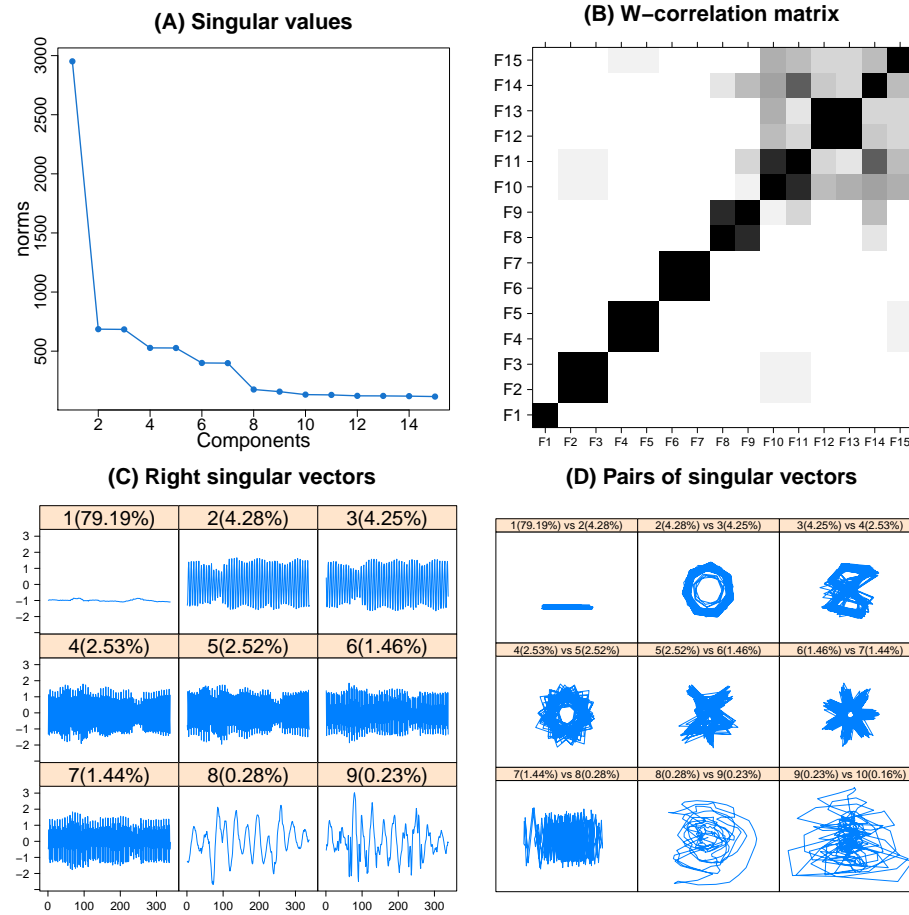 (A) Singular values
norms
3000
2500
2000
1500
1000
500
2 4 6 8 10 12 14
Components
(B) W−correlation matrix
F15
F14
F13
F12
F11
F10
F9
F8
F7
F6
F5
F4
F3
F2
F1
F1 F2 F3 F4 F5 F6 F7 F8 F9 F10 F11 F12 F13 F14 F15
(C) Right singular vectors
1(79.19%) 2(4.28%) 3(4.25%)
3
2
1
0
−1
−2
4(2.53%) 5(2.52%) 6(1.46%)
3
2
1
0
−1
−2
7(1.44%) 8(0.28%) 9(0.23%)
3
2
1
0
−1
−2
0 100 300 0 100 300 0 100 300
(D) Pairs of singular vectors
1(79.19%) vs 2(4.28%) 2(4.28%) vs 3(4.25%) 3(4.25%) vs 4(2.53%)
4(2.53%) vs 5(2.52%) 5(2.52%) vs 6(1.46%) 6(1.46%) vs 7(1.44%)
7(1.44%) vs 8(0.28%) 8(0.28%) vs 9(0.23%) 9(0.23%) vs 10(0.16%)